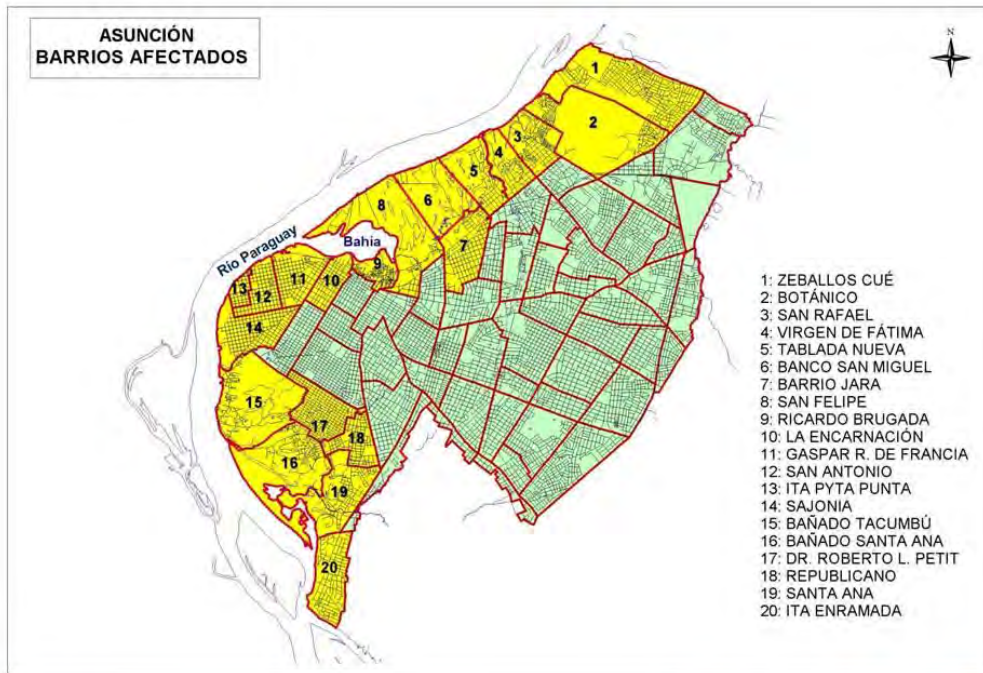 ASUNCIÓN
BARRIOS AFECTADOS
N
1
2
3
4
5
6
7
8
Bahia
Río Paraguay
9
10
11
12
13
14
15
16
17
18
19
20
1: ZEBALLOS CUÉ
2: BOTÁNICO
3: SAN RAFAEL
4: VIRGEN DE FÁTIMA
5: TABLADA NUEVA
6: BANCO SAN MIGUEL
7: BARRIO JARA
8: SAN FELIPE
9: RICARDO BRUGADA
10: LA ENCARNACIÓN
11: GASPAR R. DE FRANCIA
12: SAN ANTONIO
13: ITA PYTA PUNTA
14: SAJONIA
15: BAÑADO TACUMBÚ
16: BAÑADO SANTA ANA
17: DR. ROBERTO L. PETIT
18: REPUBLICANO
19: SANTA ANA
20: ITA ENRAMADA